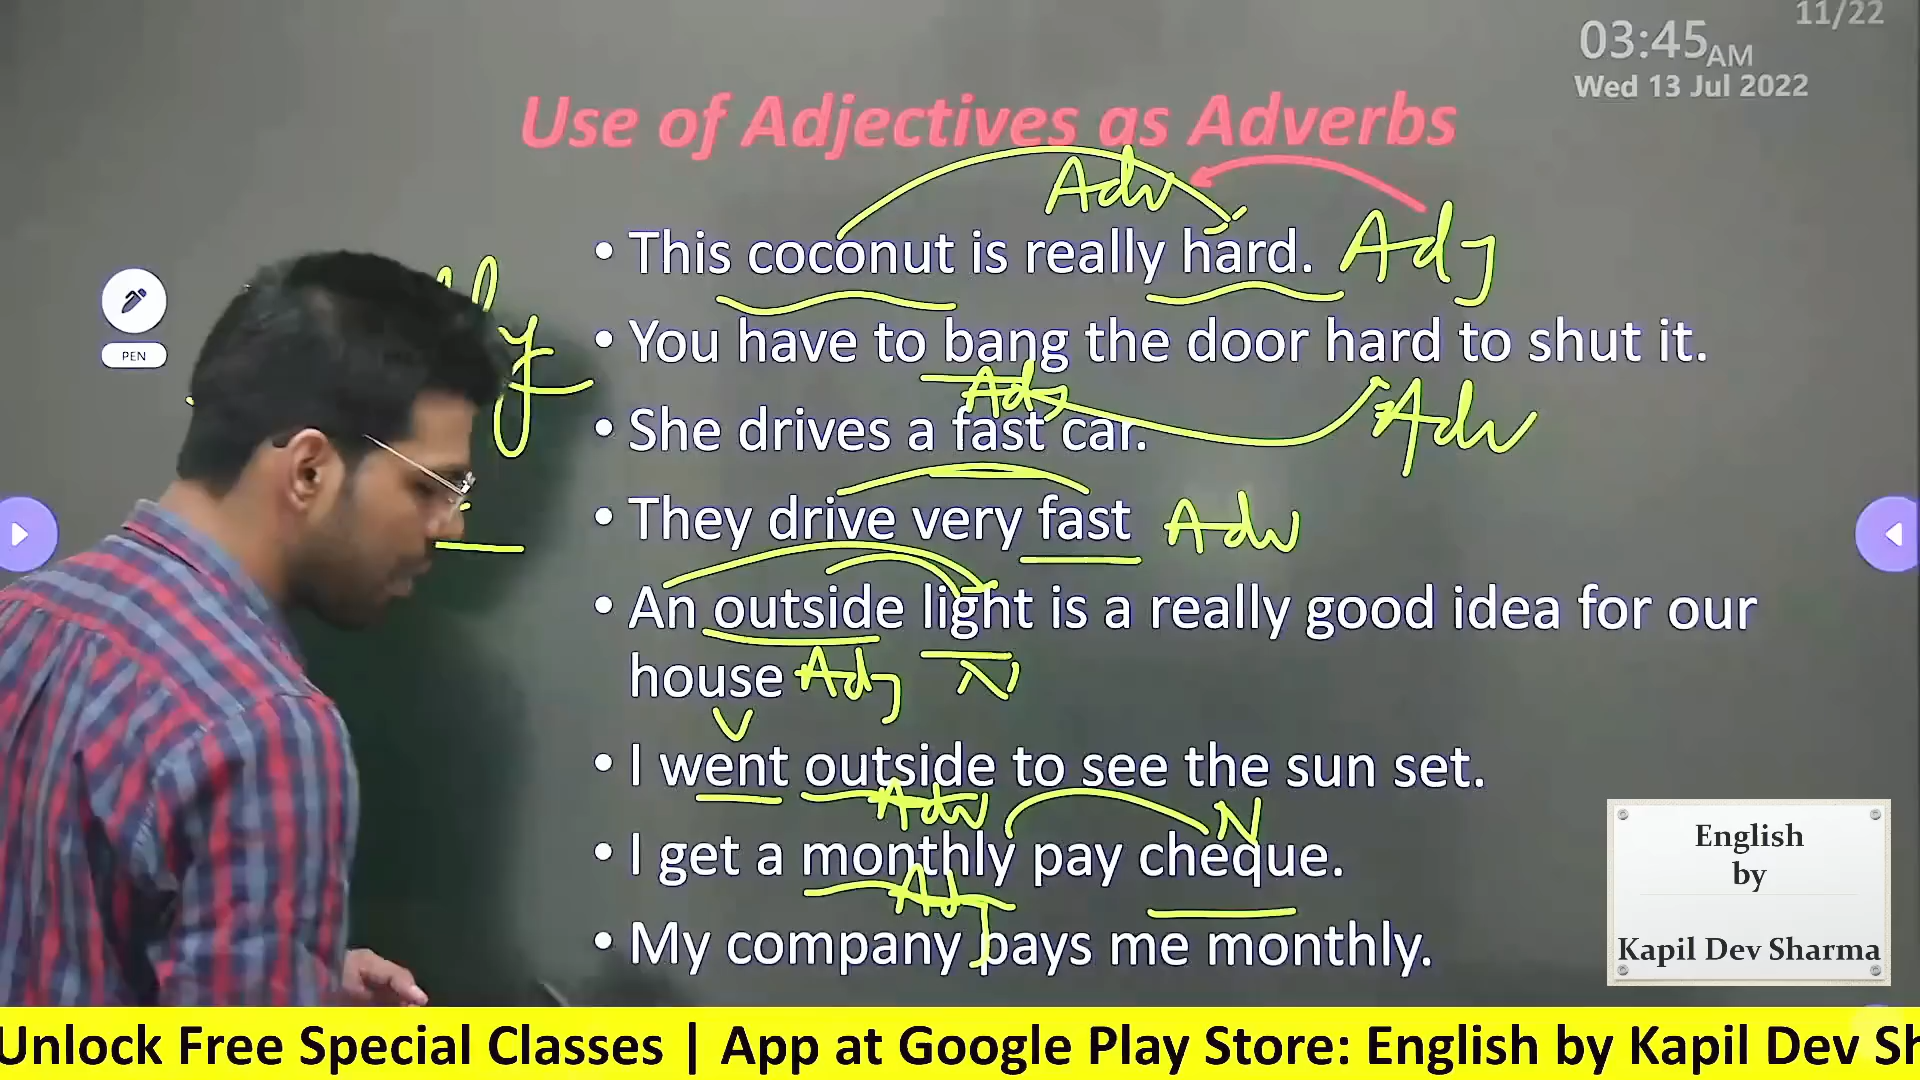 11/22
03:45AM
Wed 13 Jul 2022
Use of Adjectives as Adverbs
Adv
• This coconut is really hard. Adj
PEN
• You have to bang the door hard to shut it.
Adj Adv
• She drives a fast car.
• They drive very fast Adv
• An outside light is a really good idea for our
house Adj N
V
• I went outside to see the sun set.
Adv N
• I get a monthly pay cheque.
Adj
• My company pays me monthly.
English
by
Kapil Dev Sharma
Unlock Free Special Classes | App at Google Play Store: English by Kapil Dev Sh